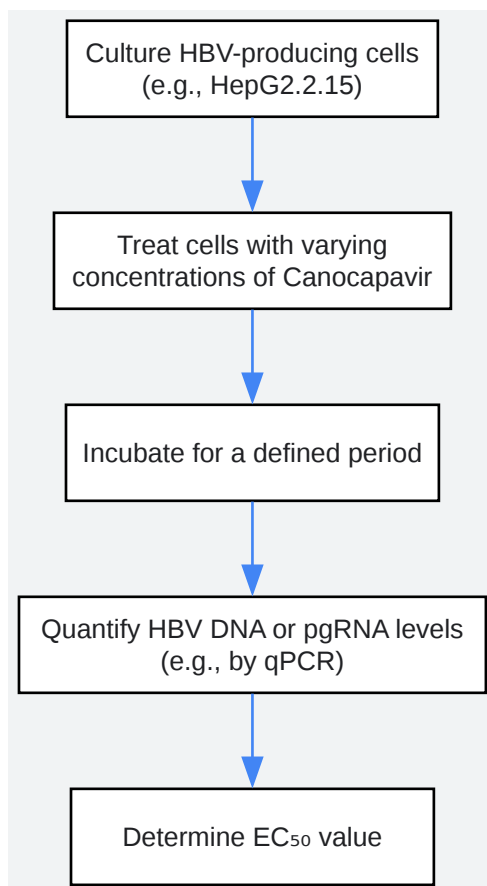 Culture HBV-producing cells
(e.g., HepG2.2.15)
Treat cells with varying
concentrations of Canocapavir
Incubate for a defined period
Quantify HBV DNA or pgRNA levels
(e.g., by qPCR)
Determine EC₅₀ value